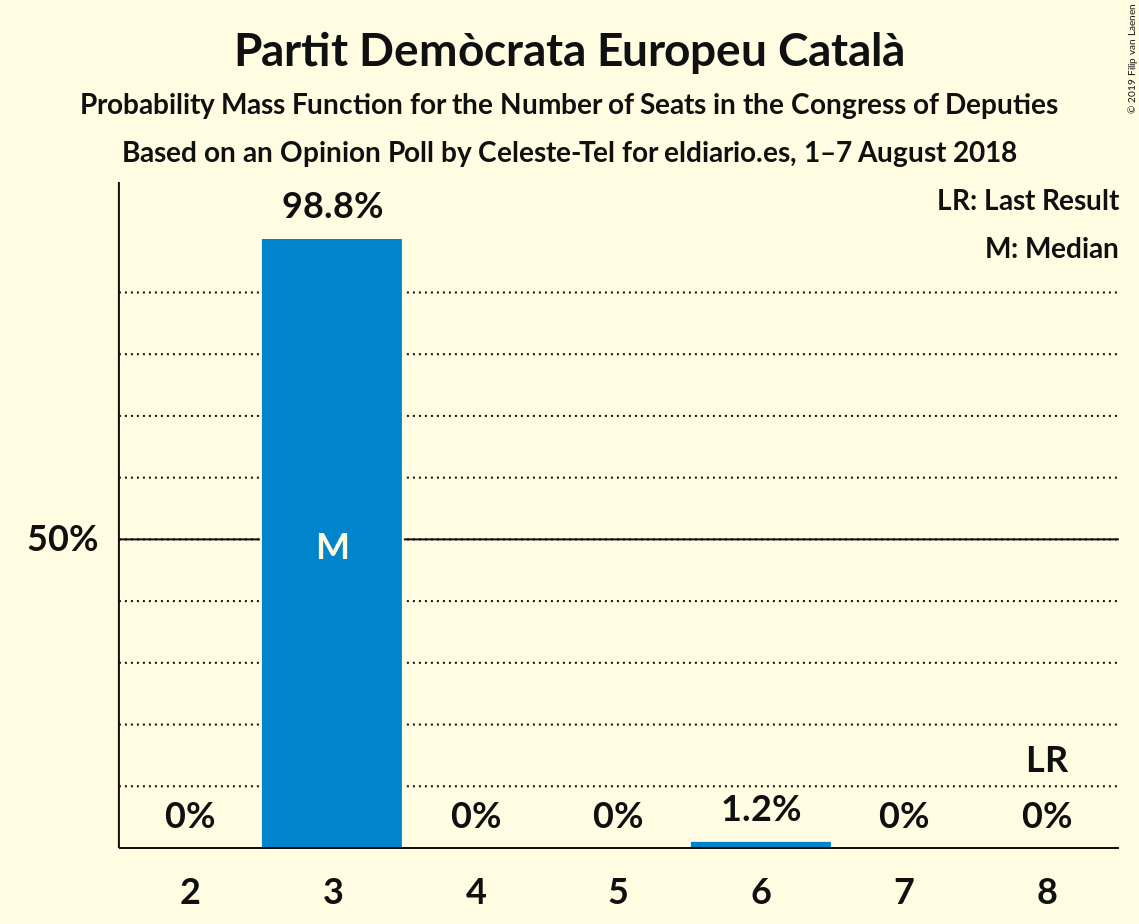 Partit Demòcrata Europeu Català
Probability Mass Function for the Number of Seats in the Congress of Deputies
Based on an Opinion Poll by Celeste-Tel for eldiario.es, 1–7 August 2018
© 2019 Filip van Laenen
LR: Last Result
M: Median
98.8%
50%
M
LR
0%
0%
0%
1.2%
0%
0%
2 3 4 5 6 7 8